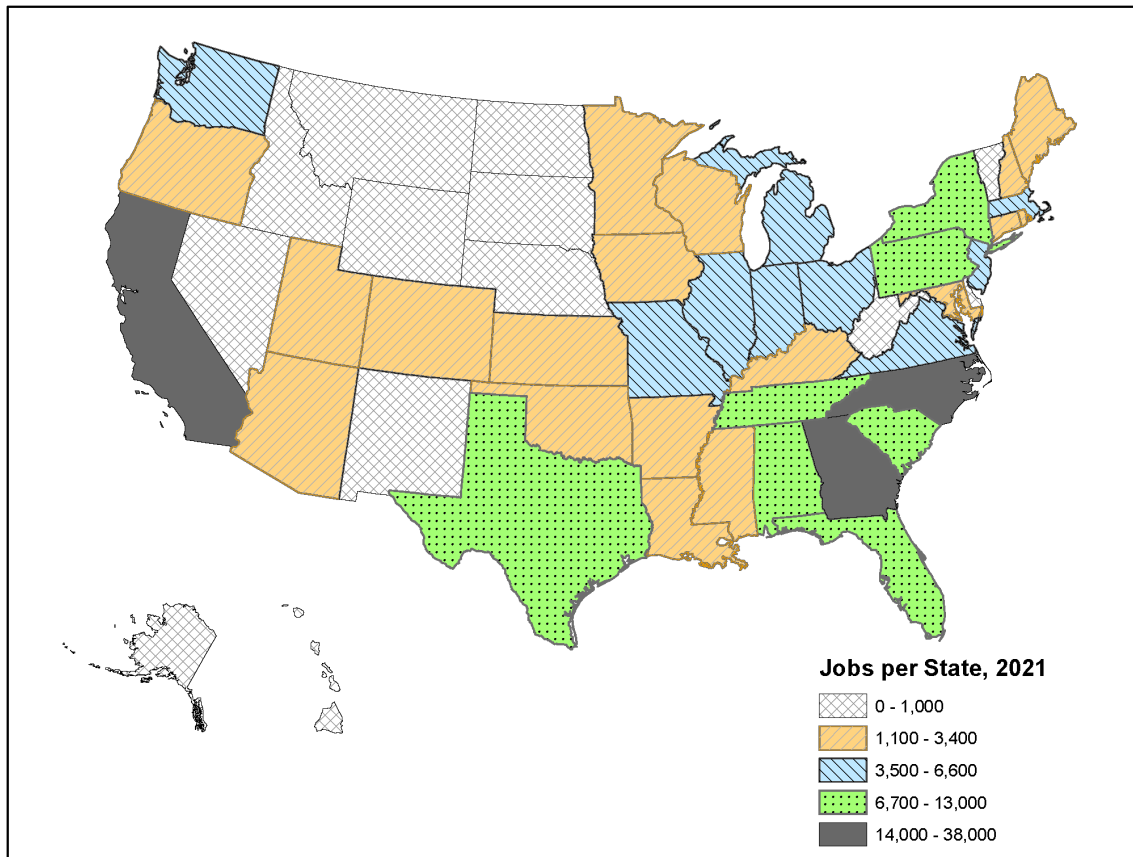 Jobs per State, 2021
0 - 1,000
1,100 - 3,400
3,500 - 6,600
6,700 - 13,000
14,000 - 38,000